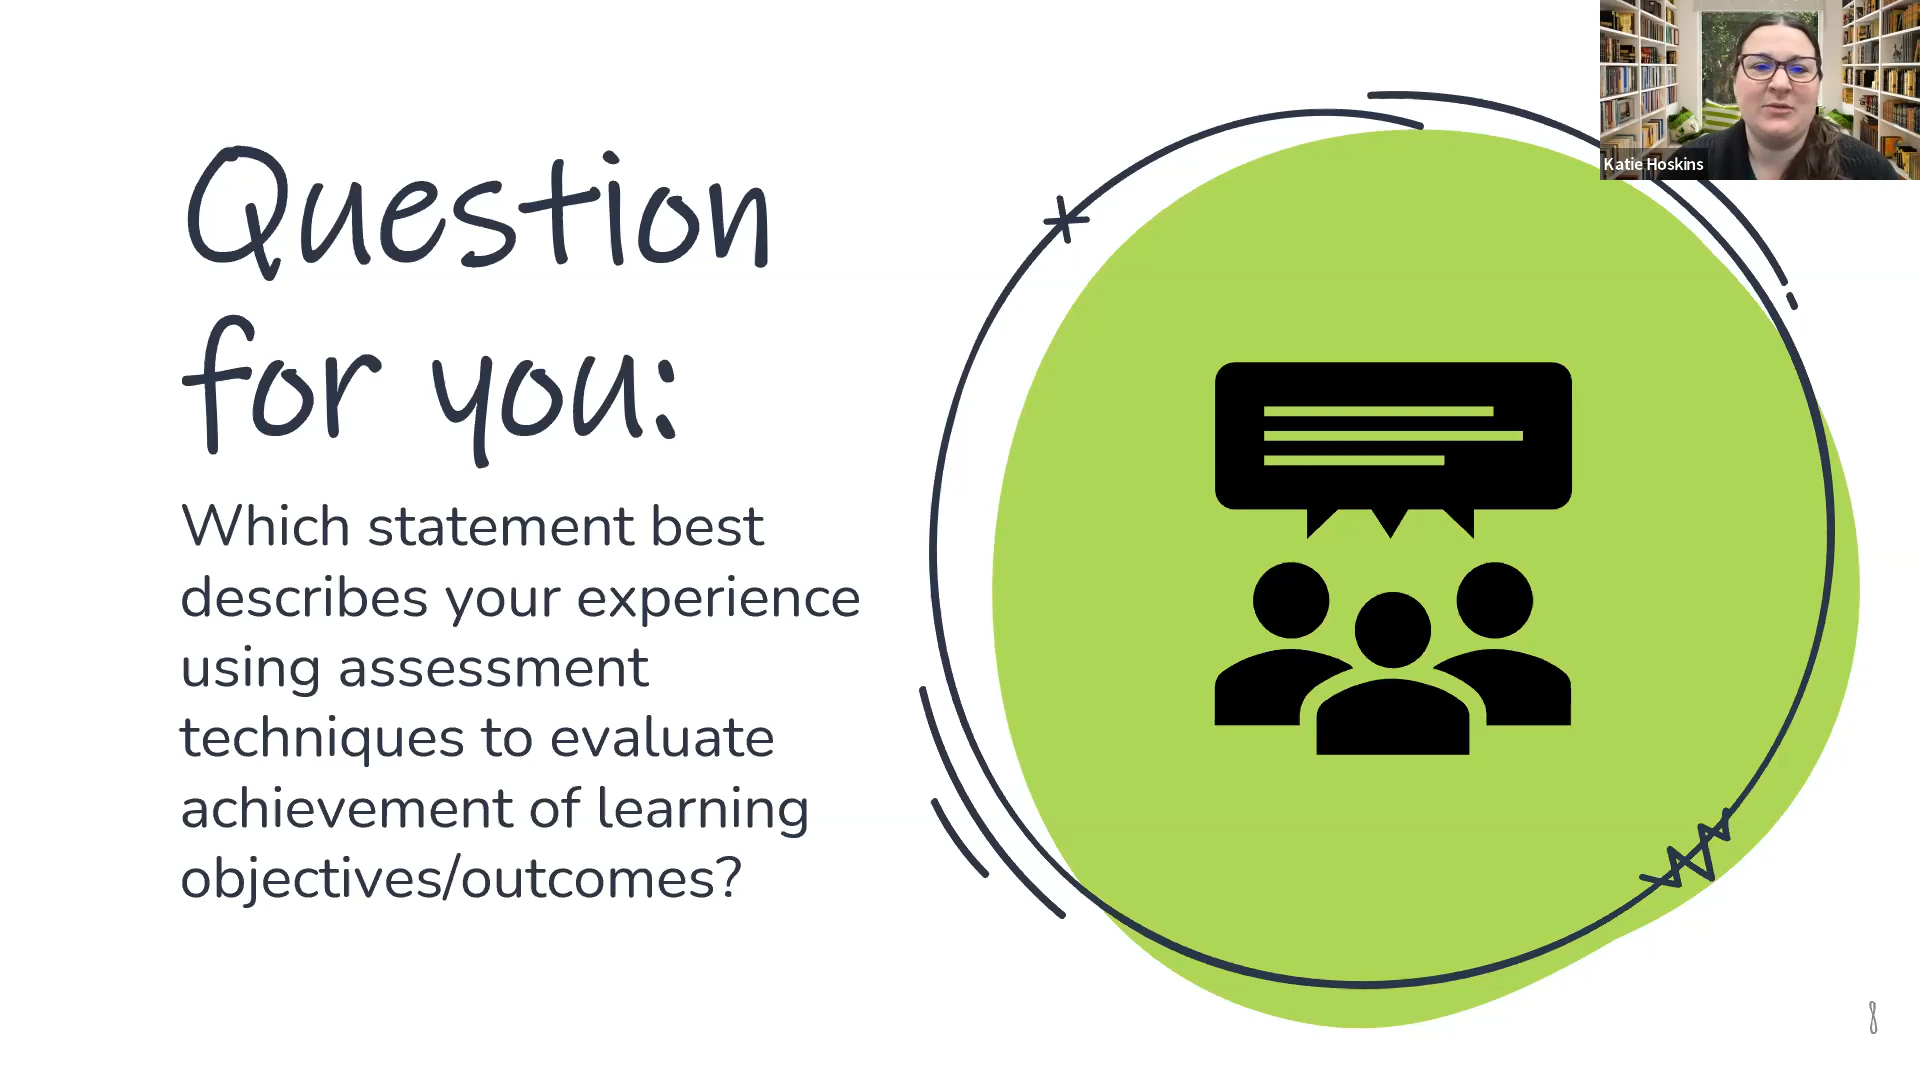 Question
for you:
Which statement best
describes your experience
using assessment
techniques to evaluate
achievement of learning
objectives/outcomes?
Katie Hoskins
8